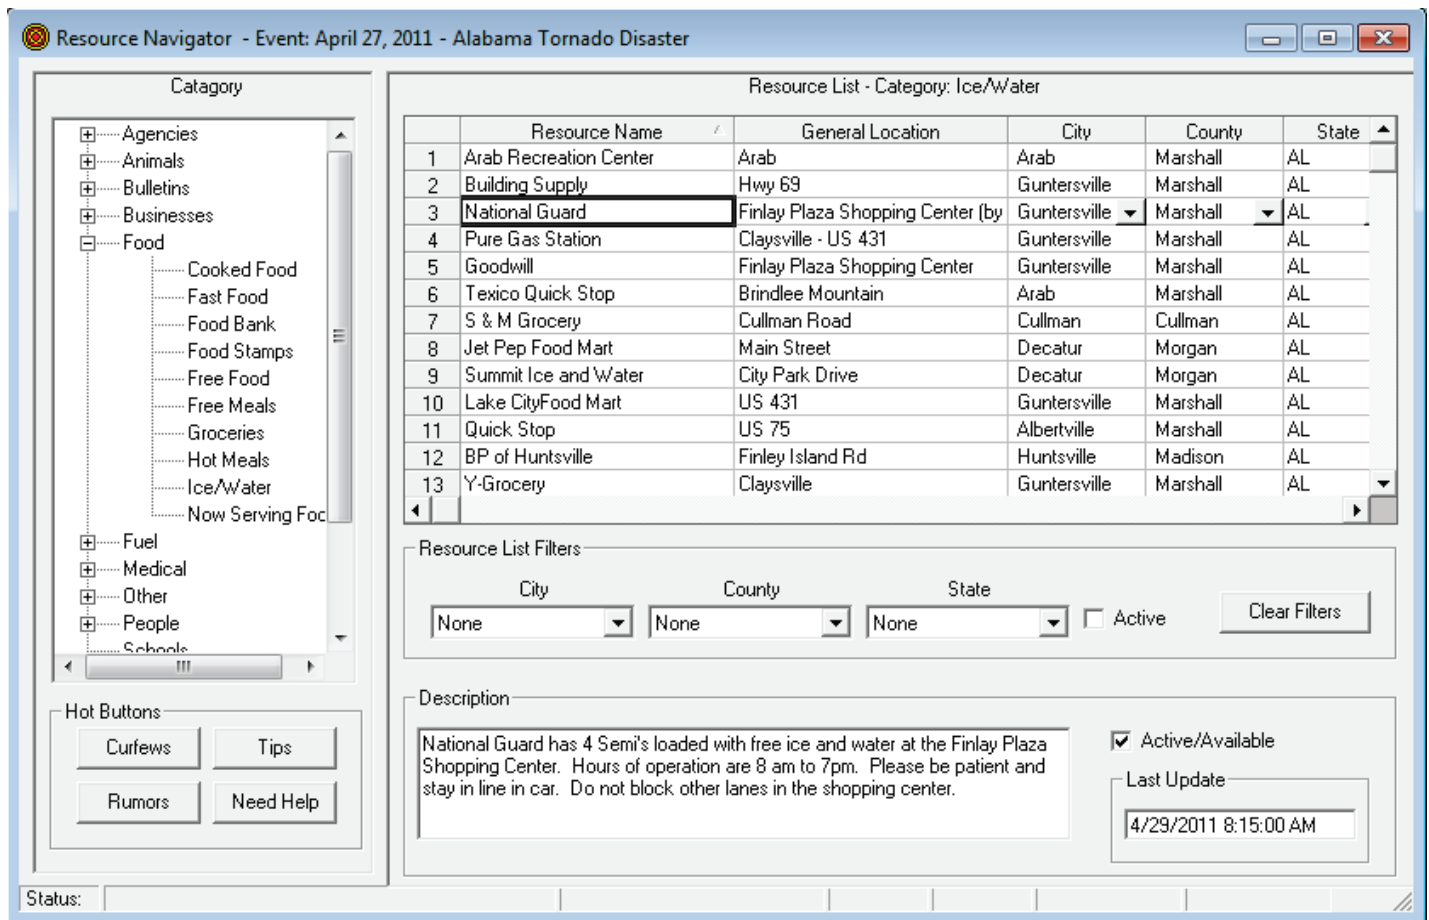 Resource Navigator - Event: April 27, 2011 - Alabama Tornado Disaster
Catagory
Agencies
Animals
Bulletins
Businesses
Food
Cooked Food
Fast Food
Food Bank
Food Stamps
Free Food
Free Meals
Groceries
Hot Meals
Ice/Water
Now Serving Foo
Fuel
Medical
Other
People
Schools
Hot Buttons
Curfews
Tips
Rumors
Need Help
Resource List - Category: Ice/Water
Resource Name General Location City County State
1 Arab Recreation Center Arab Arab Marshall AL
2 Building Supply Hwy 69 Guntersville Marshall AL
3 National Guard Finlay Plaza Shopping Center (by Guntersville Marshall AL
4 Pure Gas Station Claysville - US 431 Guntersville Marshall AL
5 Goodwill Finlay Plaza Shopping Center Guntersville Marshall AL
6 Texico Quick Stop Brindlee Mountain Arab Marshall AL
7 S & M Grocery Cullman Road Cullman Cullman AL
8 Jet Pep Food Mart Main Street Decatur Morgan AL
9 Summit Ice and Water City Park Drive Decatur Morgan AL
10 Lake CityFood Mart US 431 Guntersville Marshall AL
11 Quick Stop US 75 Albertville Marshall AL
12 BP of Huntsville Finley Island Rd Huntsville Madison AL
13 Y-Grocery Claysville Guntersville Marshall AL
Resource List Filters
City County State
None None None Active Clear Filters
Description
National Guard has 4 Semi's loaded with free ice and water at the Finlay Plaza
Shopping Center. Hours of operation are 8 am to 7pm. Please be patient and
stay in line in car. Do not block other lanes in the shopping center.
Active/Available
Last Update
4/29/2011 8:15:00 AM
Status: